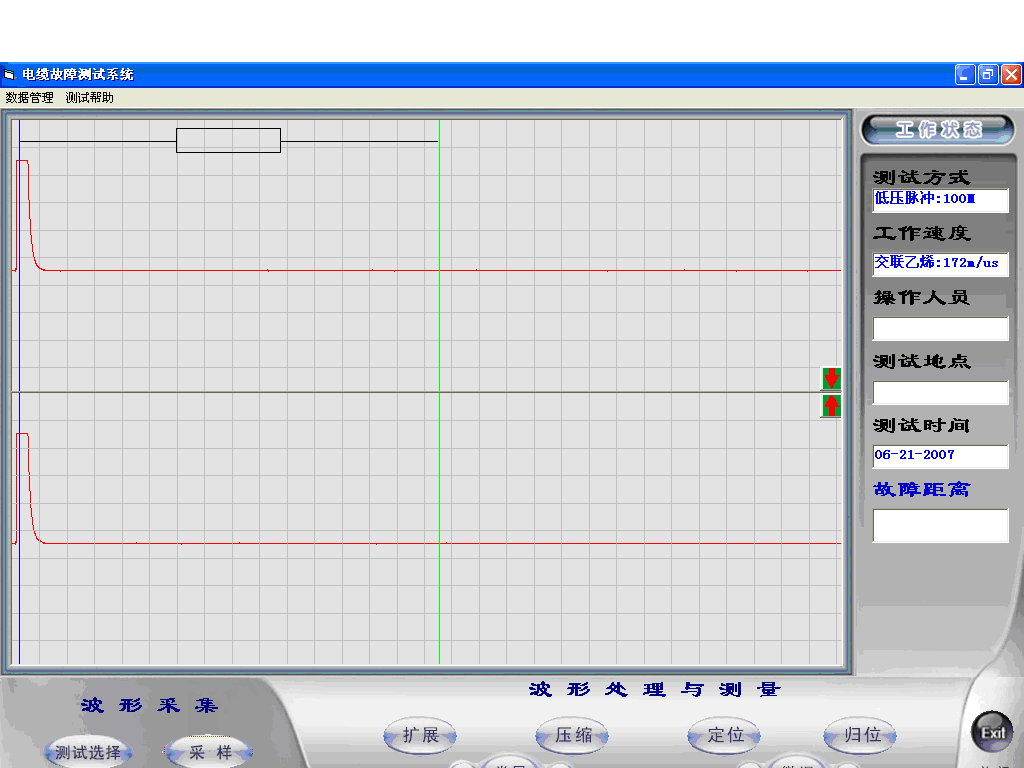 电缆故障测试系统
数据管理 测试帮助
工作状态
测试方式
低压脉冲:100M
工作速度
交联乙烯:172m/us
操作人员
测试地点
测试时间
06-21-2007
故障距离
波形采集
波形处理与测量
测试选择
采样
扩展
压缩
定位
归位
Exit